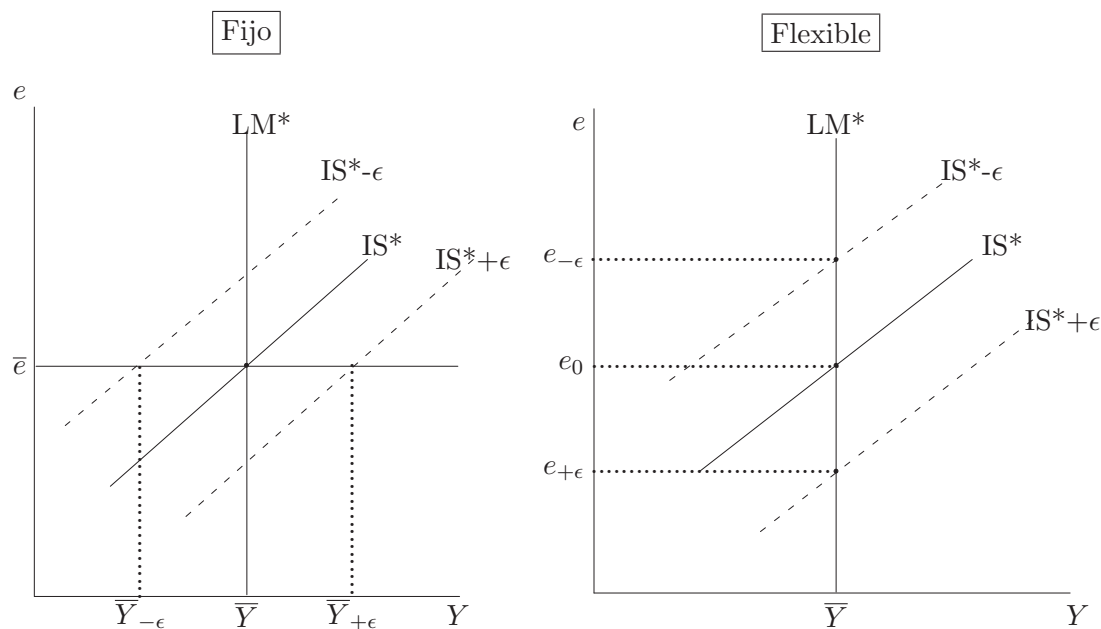 Fijo
e
LM*
IS*-ϵ
IS*
IS*+ϵ
e̅
Y̅₋ϵ
Y̅
Y̅₊ϵ
Y
Flexible
e
LM*
IS*-ϵ
IS*
IS*+ϵ
e₋ϵ
e₀
e₊ϵ
Y̅
Y